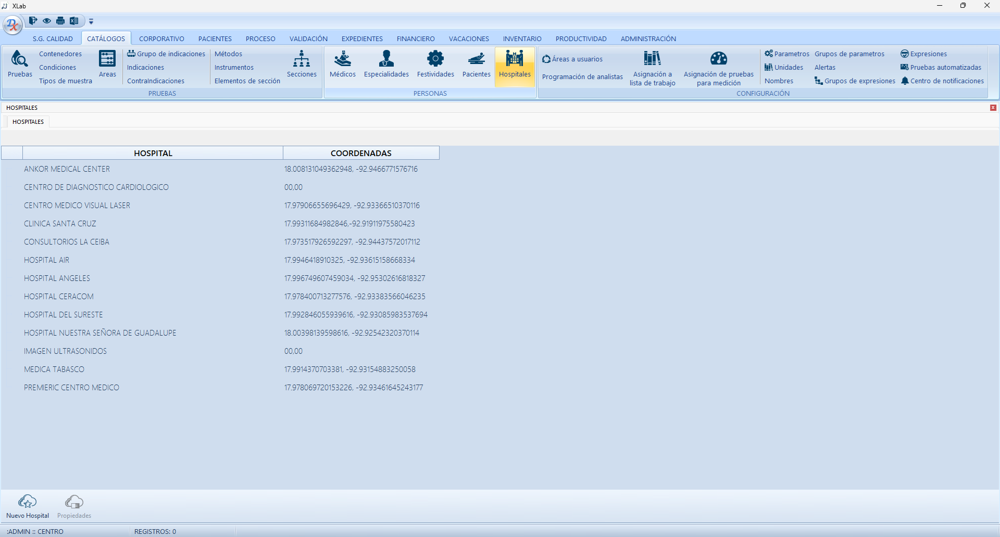 XLab
S.G. CALIDAD CATÁLOGOS CORPORATIVO PACIENTES PROCESO VALIDACIÓN EXPEDIENTES FINANCIERO VACACIONES INVENTARIO PRODUCTIVIDAD ADMINISTRACIÓN
Pruebas
Contenedores
Condiciones
Tipos de muestra
Areas
Grupo de indicaciones
Indicaciones
ContraIndicaciones
Métodos
Instrumentos
Elementos de sección
Secciones
PRUEBAS
Médicos
Especialidades
Festividades
Pacientes
Hospitales
PERSONAS
Áreas a usuarios
Programación de analistas
Asignación a
lista de trabajo
Asignación de pruebas
para medición
Parametros
Unidades
Nombres
Grupos de parametros
Alertas
Grupos de expresiones
Expresiones
Pruebas automatizadas
Centro de notificaciones
CONFIGURACIÓN
HOSPITALES
HOSPITALES
HOSPITAL COORDENADAS
ANKOR MEDICAL CENTER 18.008131049362948, -92.9466771576716
CENTRO DE DIAGNOSTICO CARDIOLOGICO 00,00
CENTRO MEDICO VISUAL LASER 17.97906655696429, -92.93366510370116
CLINICA SANTA CRUZ 17.99311684982846,-92.91911975580423
CONSULTORIOS LA CEIBA 17.973517926592297, -92.94437572017112
HOSPITAL AIR 17.9946418910325, -92.93615158668334
HOSPITAL ANGELES 17.996749607459034, -92.95302616818327
HOSPITAL CERACOM 17.978400713277576, -92.93383566046235
HOSPITAL DEL SURESTE 17.992846055939616, -92.93085983537694
HOSPITAL NUESTRA SEÑORA DE GUADALUPE 18.00398139598616, -92.92542320370114
IMAGEN ULTRASONIDOS 00,00
MEDICA TABASCO 17.9914370703381, -92.93154883250058
PREMIERIC CENTRO MEDICO 17.978069720153226, -92.93461645243177
Nuevo Hospital Propiedades
:ADMIN :: CENTRO REGISTROS: 0